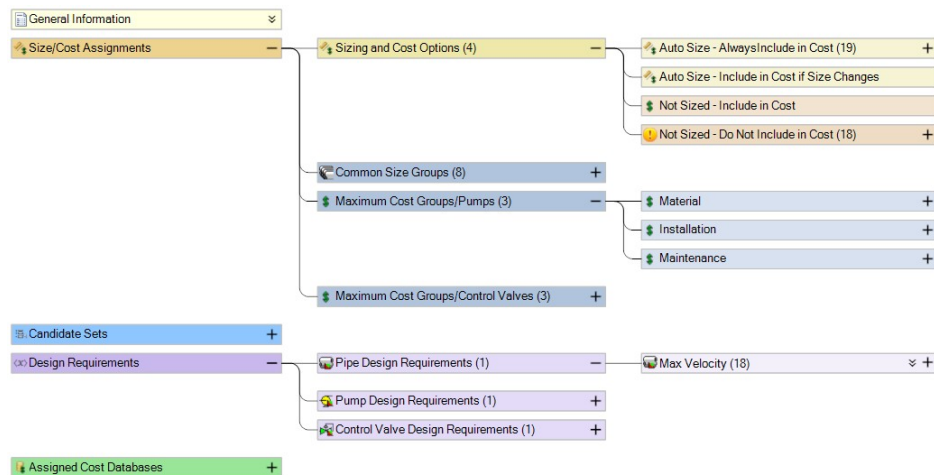 General Information
Size/Cost Assignments
Sizing and Cost Options (4)
Auto Size - AlwaysInclude in Cost (19)
Auto Size - Include in Cost if Size Changes
Not Sized - Include in Cost
Not Sized - Do Not Include in Cost (18)
Common Size Groups (8)
Maximum Cost Groups/Pumps (3)
Material
Installation
Maintenance
Maximum Cost Groups/Control Valves (3)
Candidate Sets
Design Requirements
Pipe Design Requirements (1)
Max Velocity (18)
Pump Design Requirements (1)
Control Valve Design Requirements (1)
Assigned Cost Databases